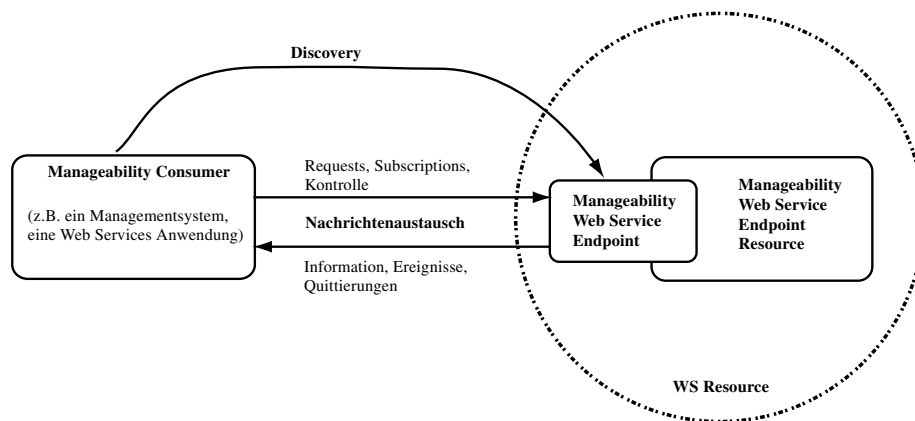 Discovery
Manageability Consumer
(z.B. ein Managementsystem,
eine Web Services Anwendung)
Requests, Subscriptions,
Kontrolle
Nachrichtenaustausch
Information, Ereignisse,
Quittierungen
Manageability
Web Service
Endpoint
Manageability
Web Service
Endpoint
Resource
WS Resource